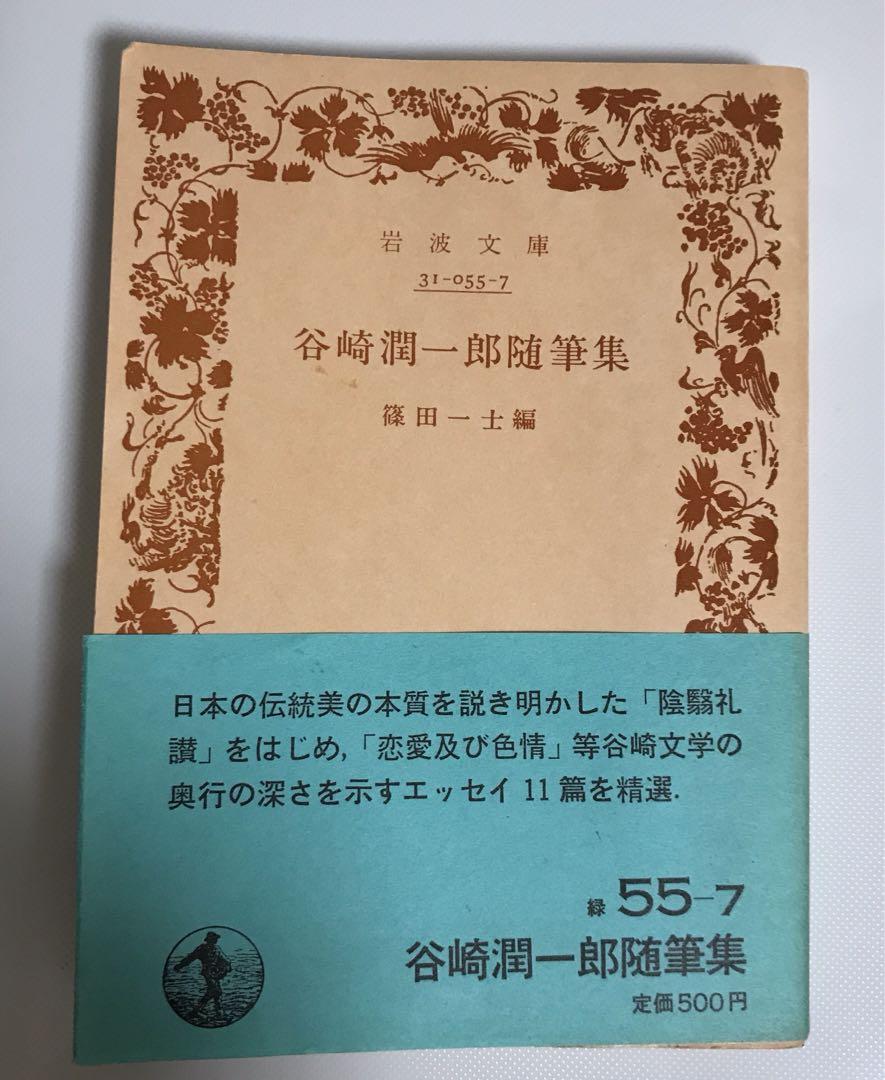 岩波文庫
31-055-7
谷崎潤一郎随筆集
篠田一士編
日本の伝統美の本質を説き明かした「陰翳礼
讃」をはじめ,「恋愛及び色情」等谷崎文学の
奥行の深さを示すエッセイ 11 篇を精選.
緑 55-7
谷崎潤一郎随筆集
定価500円